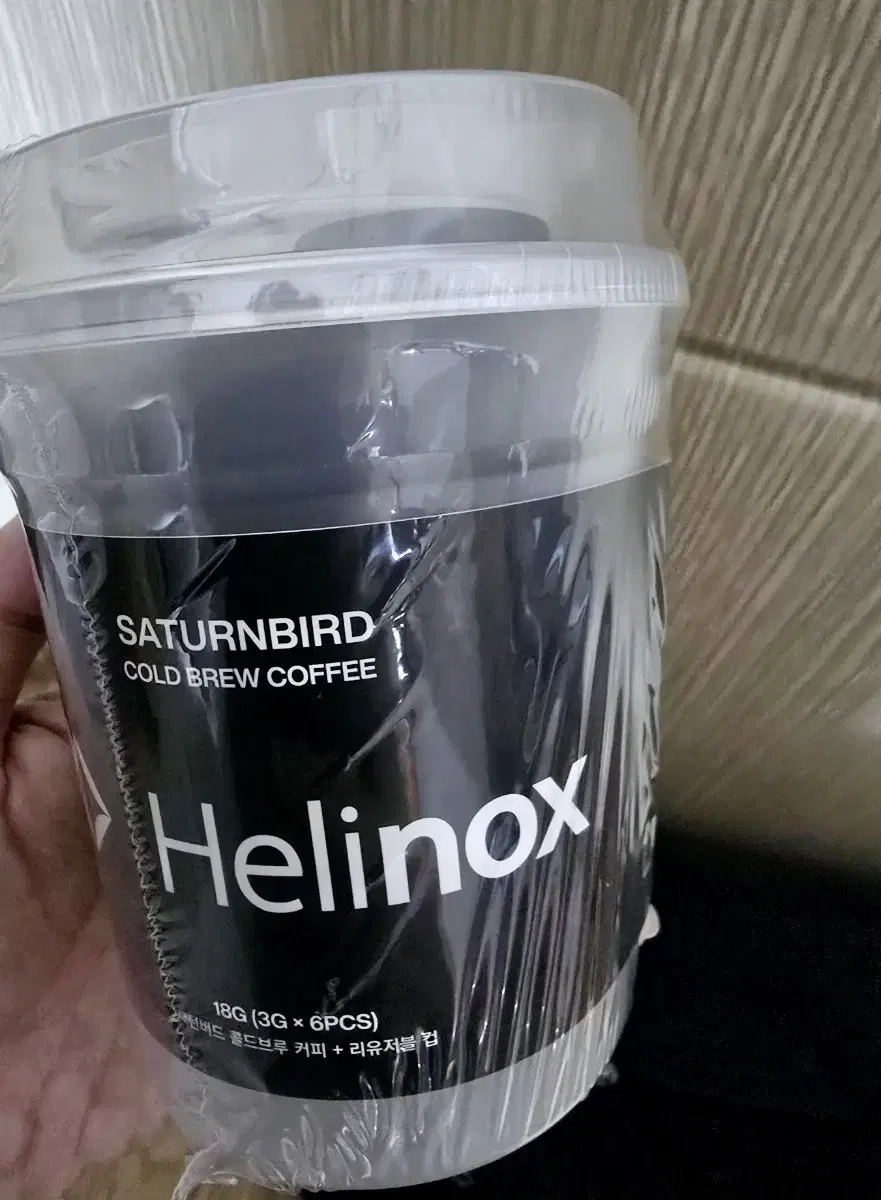 SATURNBIRD
COLD BREW COFFEE
Helinox
18G (3G × 6PCS)
콜드브루 커피 + 리유저블 컵